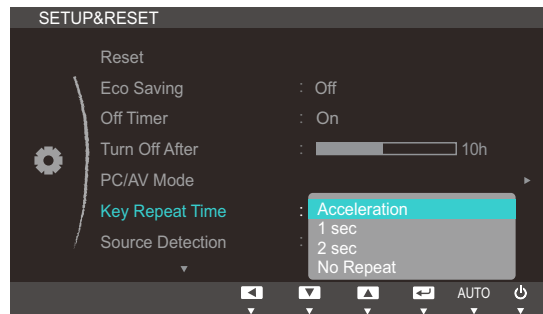 SETUP&RESET
Reset
Eco Saving : Off
Off Timer : On
Turn Off After : 10h
PC/AV Mode
Key Repeat Time : Acceleration
1 sec
Source Detection :
2 sec
No Repeat
AUTO